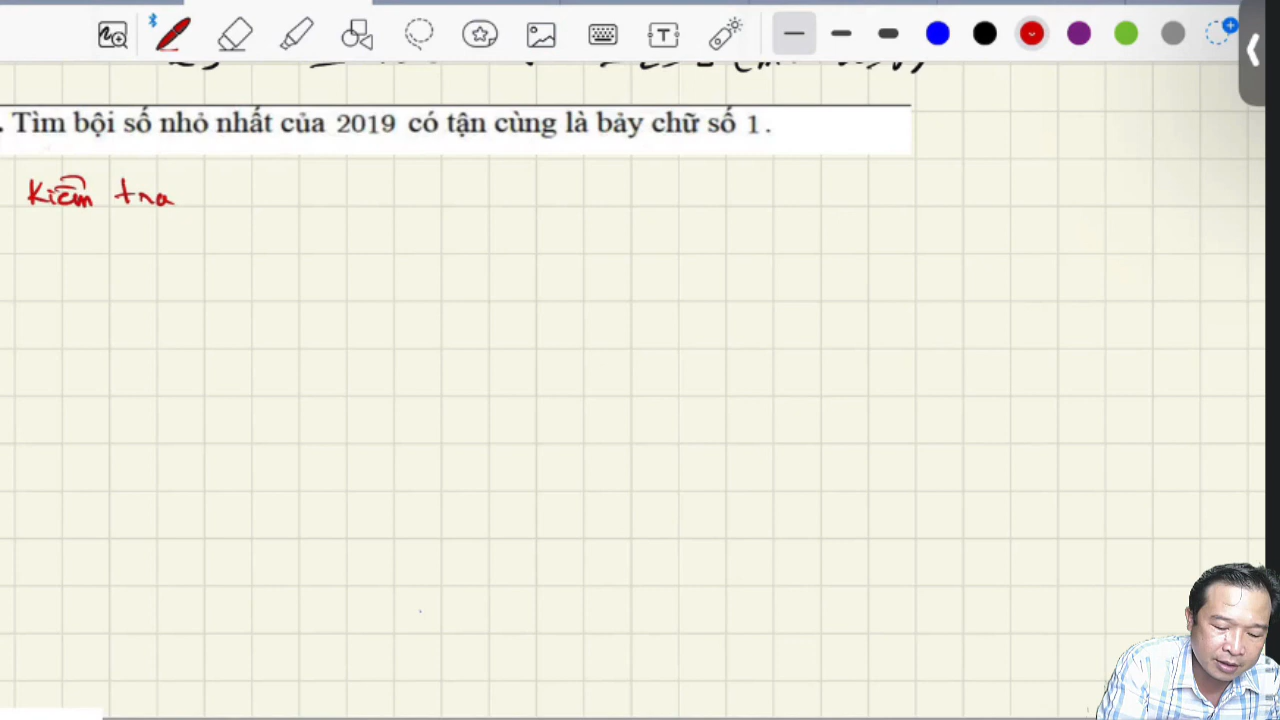 . Tìm bội số nhỏ nhất của 2019 có tận cùng là bảy chữ số 1.
Kiểm tra